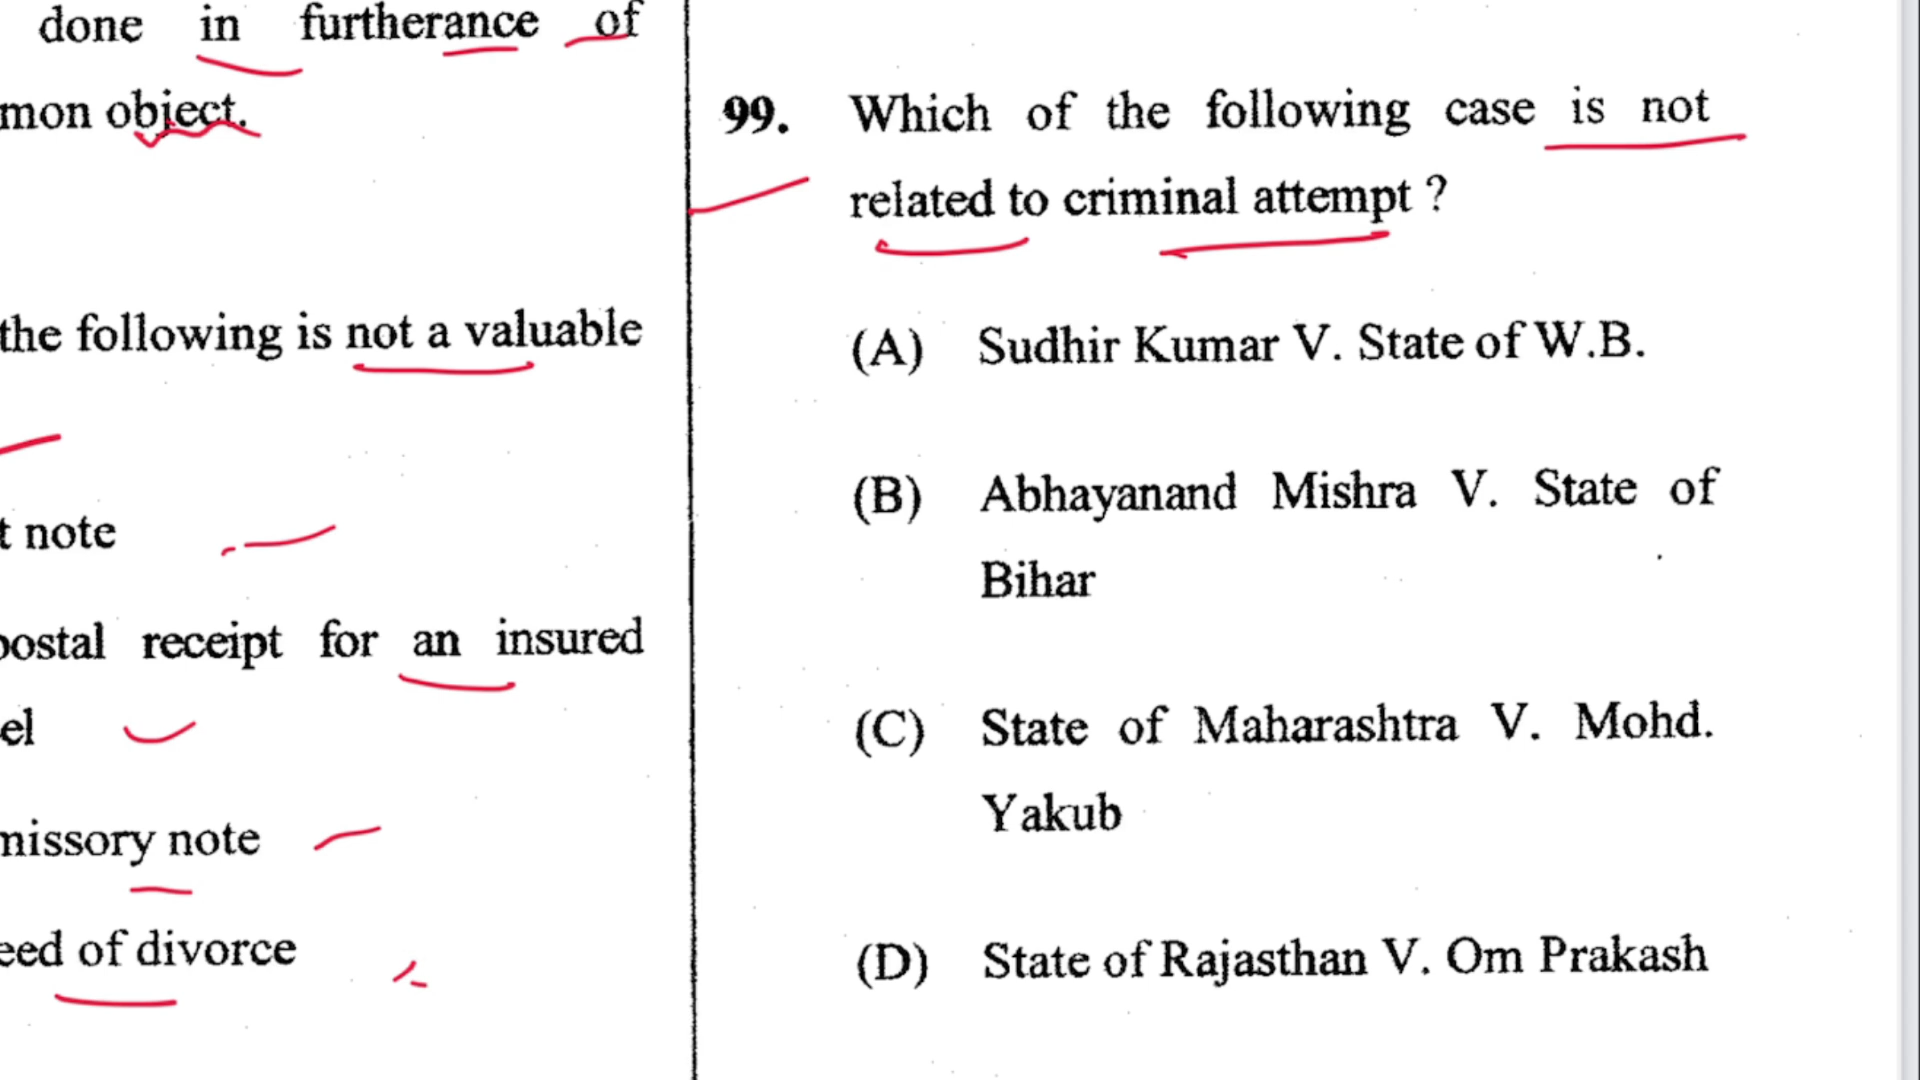 done in furtherance of
mon object.
the following is not a valuable
t note
postal receipt for an insured
el
missory note
eed of divorce
99. Which of the following case is not
related to criminal attempt ?
(A) Sudhir Kumar V. State of W.B.
(B) Abhayanand Mishra V. State of
Bihar
(C) State of Maharashtra V. Mohd.
Yakub
(D) State of Rajasthan V. Om Prakash